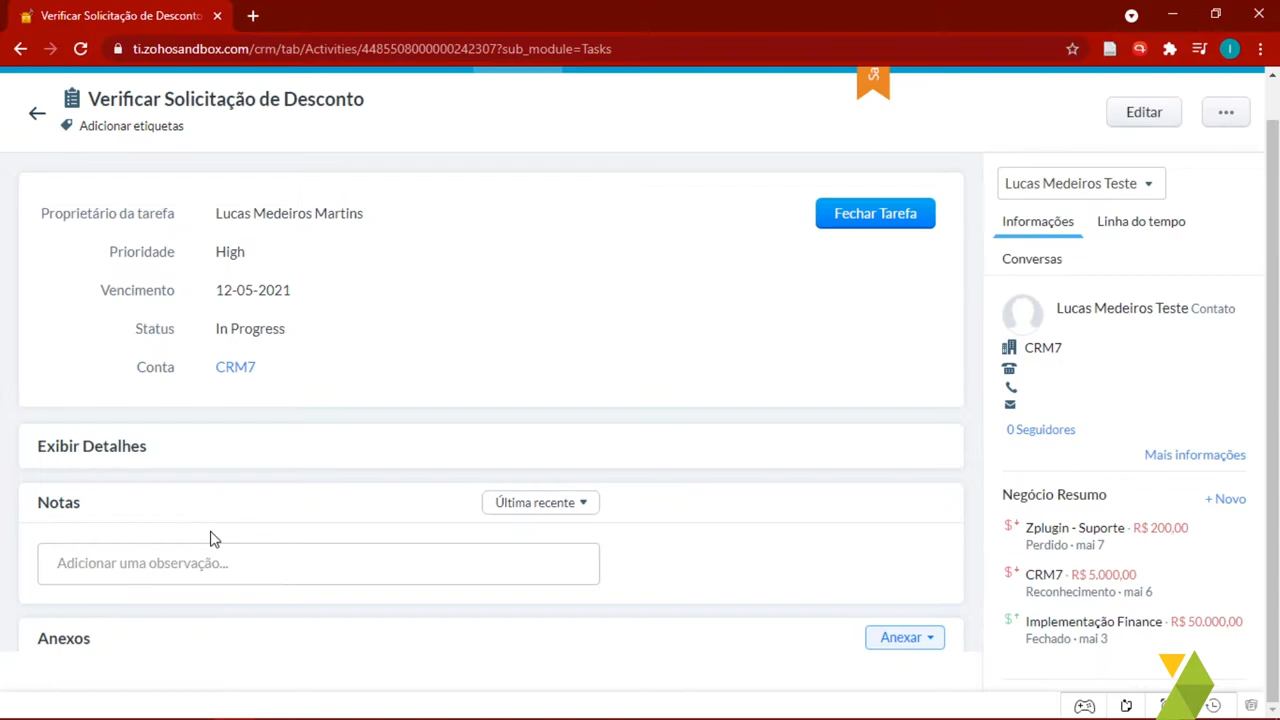 Verificar Solicitação de Desconto
ti.zohosandbox.com/crm/tab/Activities/4485508000000242307?sub_module=Tasks
I
Sa
Verificar Solicitação de Desconto
Adicionar etiquetas
Editar
Proprietário da tarefa
Lucas Medeiros Martins
Fechar Tarefa
Prioridade
High
Vencimento
12-05-2021
Status
In Progress
Conta
CRM7
Exibir Detalhes
Notas
Última recente
Adicionar uma observação...
Anexos
Anexar
Lucas Medeiros Teste
Informações
Linha do tempo
Conversas
Lucas Medeiros Teste Contato
CRM7
0 Seguidores
Mais informações
Negócio Resumo
+ Novo
Zplugin - Suporte - R$ 200,00
Perdido · mai 7
CRM7 - R$ 5.000,00
Reconhecimento · mai 6
Implementação Finance - R$ 50.000,00
Fechado · mai 3